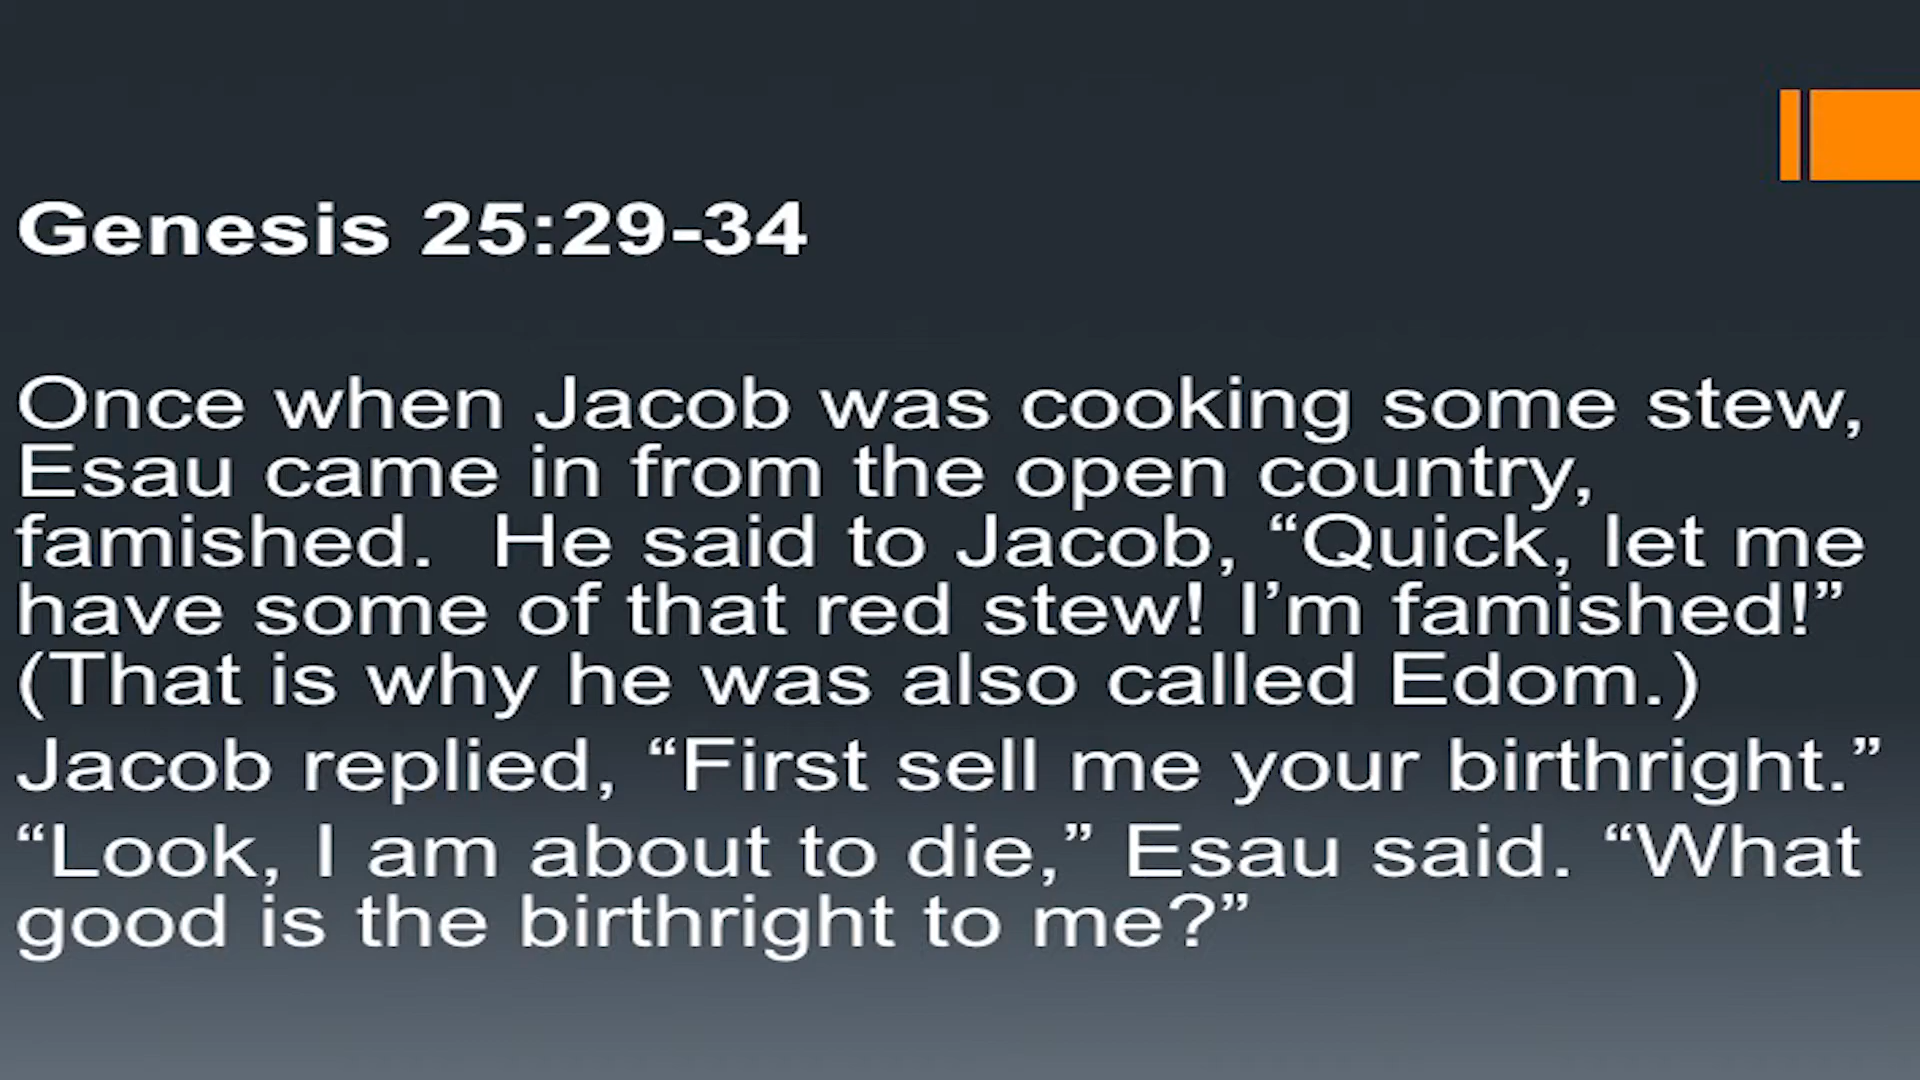 Genesis 25:29-34
Once when Jacob was cooking some stew,
Esau came in from the open country,
famished.  He said to Jacob, “Quick, let me
have some of that red stew! I’m famished!”
(That is why he was also called Edom.)
Jacob replied, “First sell me your birthright.”
“Look, I am about to die,” Esau said. “What
good is the birthright to me?”